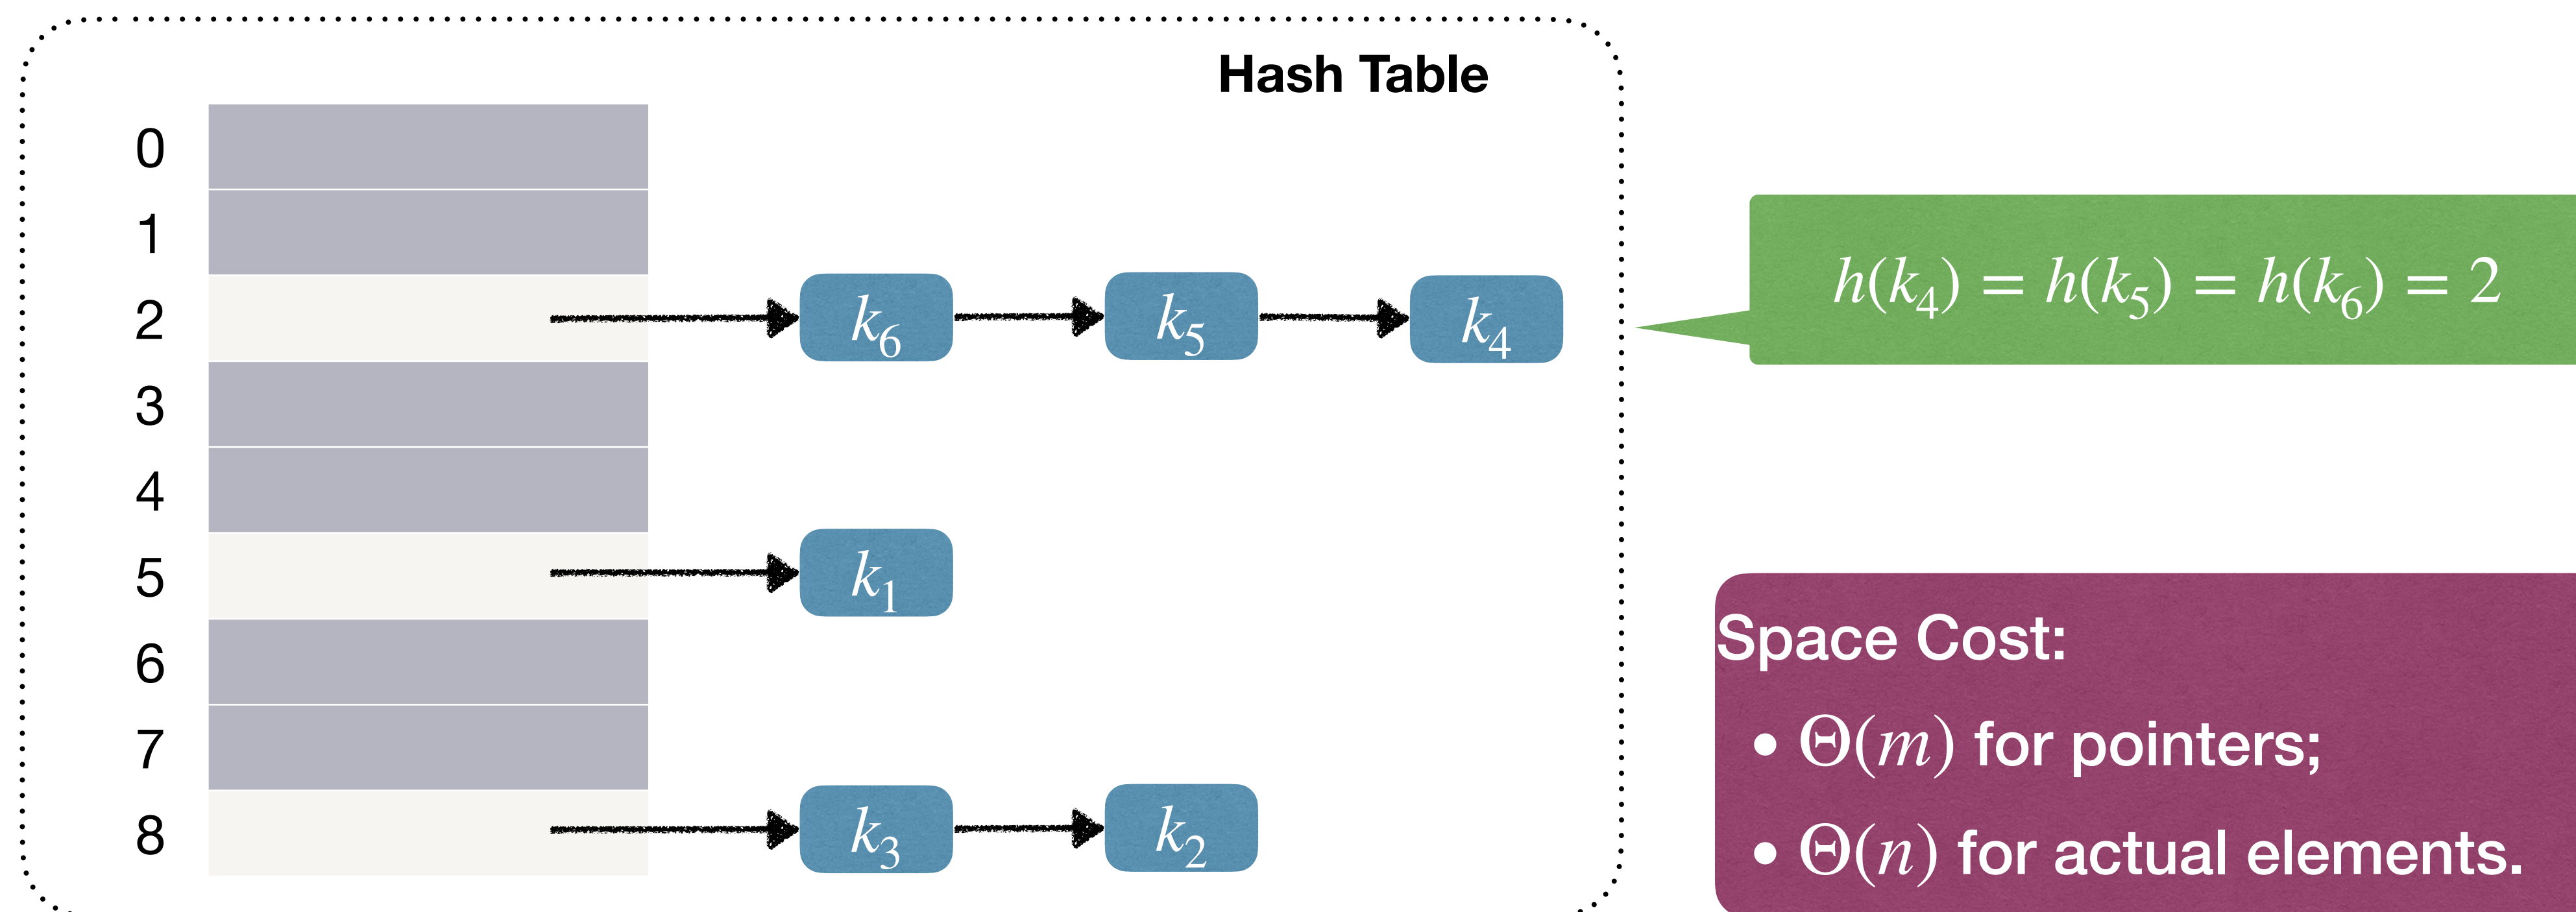 Hash Table
0
1
2
k₆
k₅
k₄
h(k₄) = h(k₅) = h(k₆) = 2
3
4
5
k₁
6
7
8
k₃
k₂
Space Cost:
• Θ(m) for pointers;
• Θ(n) for actual elements.